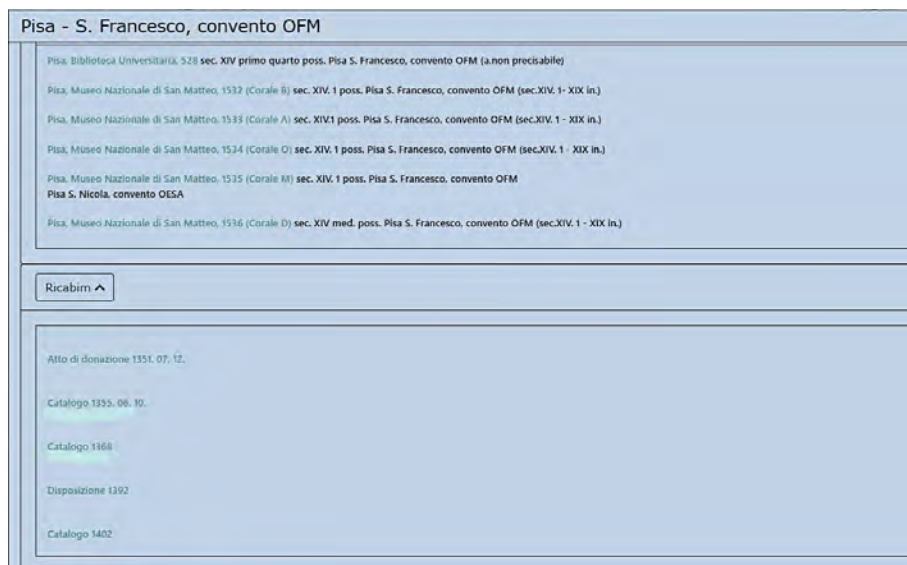 Pisa - S. Francesco, convento OFM
Pisa, Biblioteca Universitaria, 528 sec. XIV primo quarto poss. Pisa S. Francesco, convento OFM (a.non precisabile)
Pisa, Museo Nazionale di San Matteo, 1532 (Corale B) sec. XIV. 1 poss. Pisa S. Francesco, convento OFM (sec.XIV. 1- XIX in.)
Pisa, Museo Nazionale di San Matteo, 1533 (Corale A) sec. XIV.1 poss. Pisa S. Francesco, convento OFM (sec.XIV. 1 - XIX in.)
Pisa, Museo Nazionale di San Matteo, 1534 (Corale O) sec. XIV. 1 poss. Pisa S. Francesco, convento OFM (sec.XIV. 1 - XIX in.)
Pisa, Museo Nazionale di San Matteo, 1535 (Corale M) sec. XIV. 1 poss. Pisa S. Francesco, convento OFM
Pisa S. Nicola, convento OESA
Pisa, Museo Nazionale di San Matteo, 1536 (Corale D) sec. XIV med. poss. Pisa S. Francesco, convento OFM (sec.XIV. 1 - XIX in.)
Ricabim
Atto di donazione 1351. 07. 12.
Catalogo 1355. 06. 10.
Catalogo 1368
Disposizione 1392
Catalogo 1402